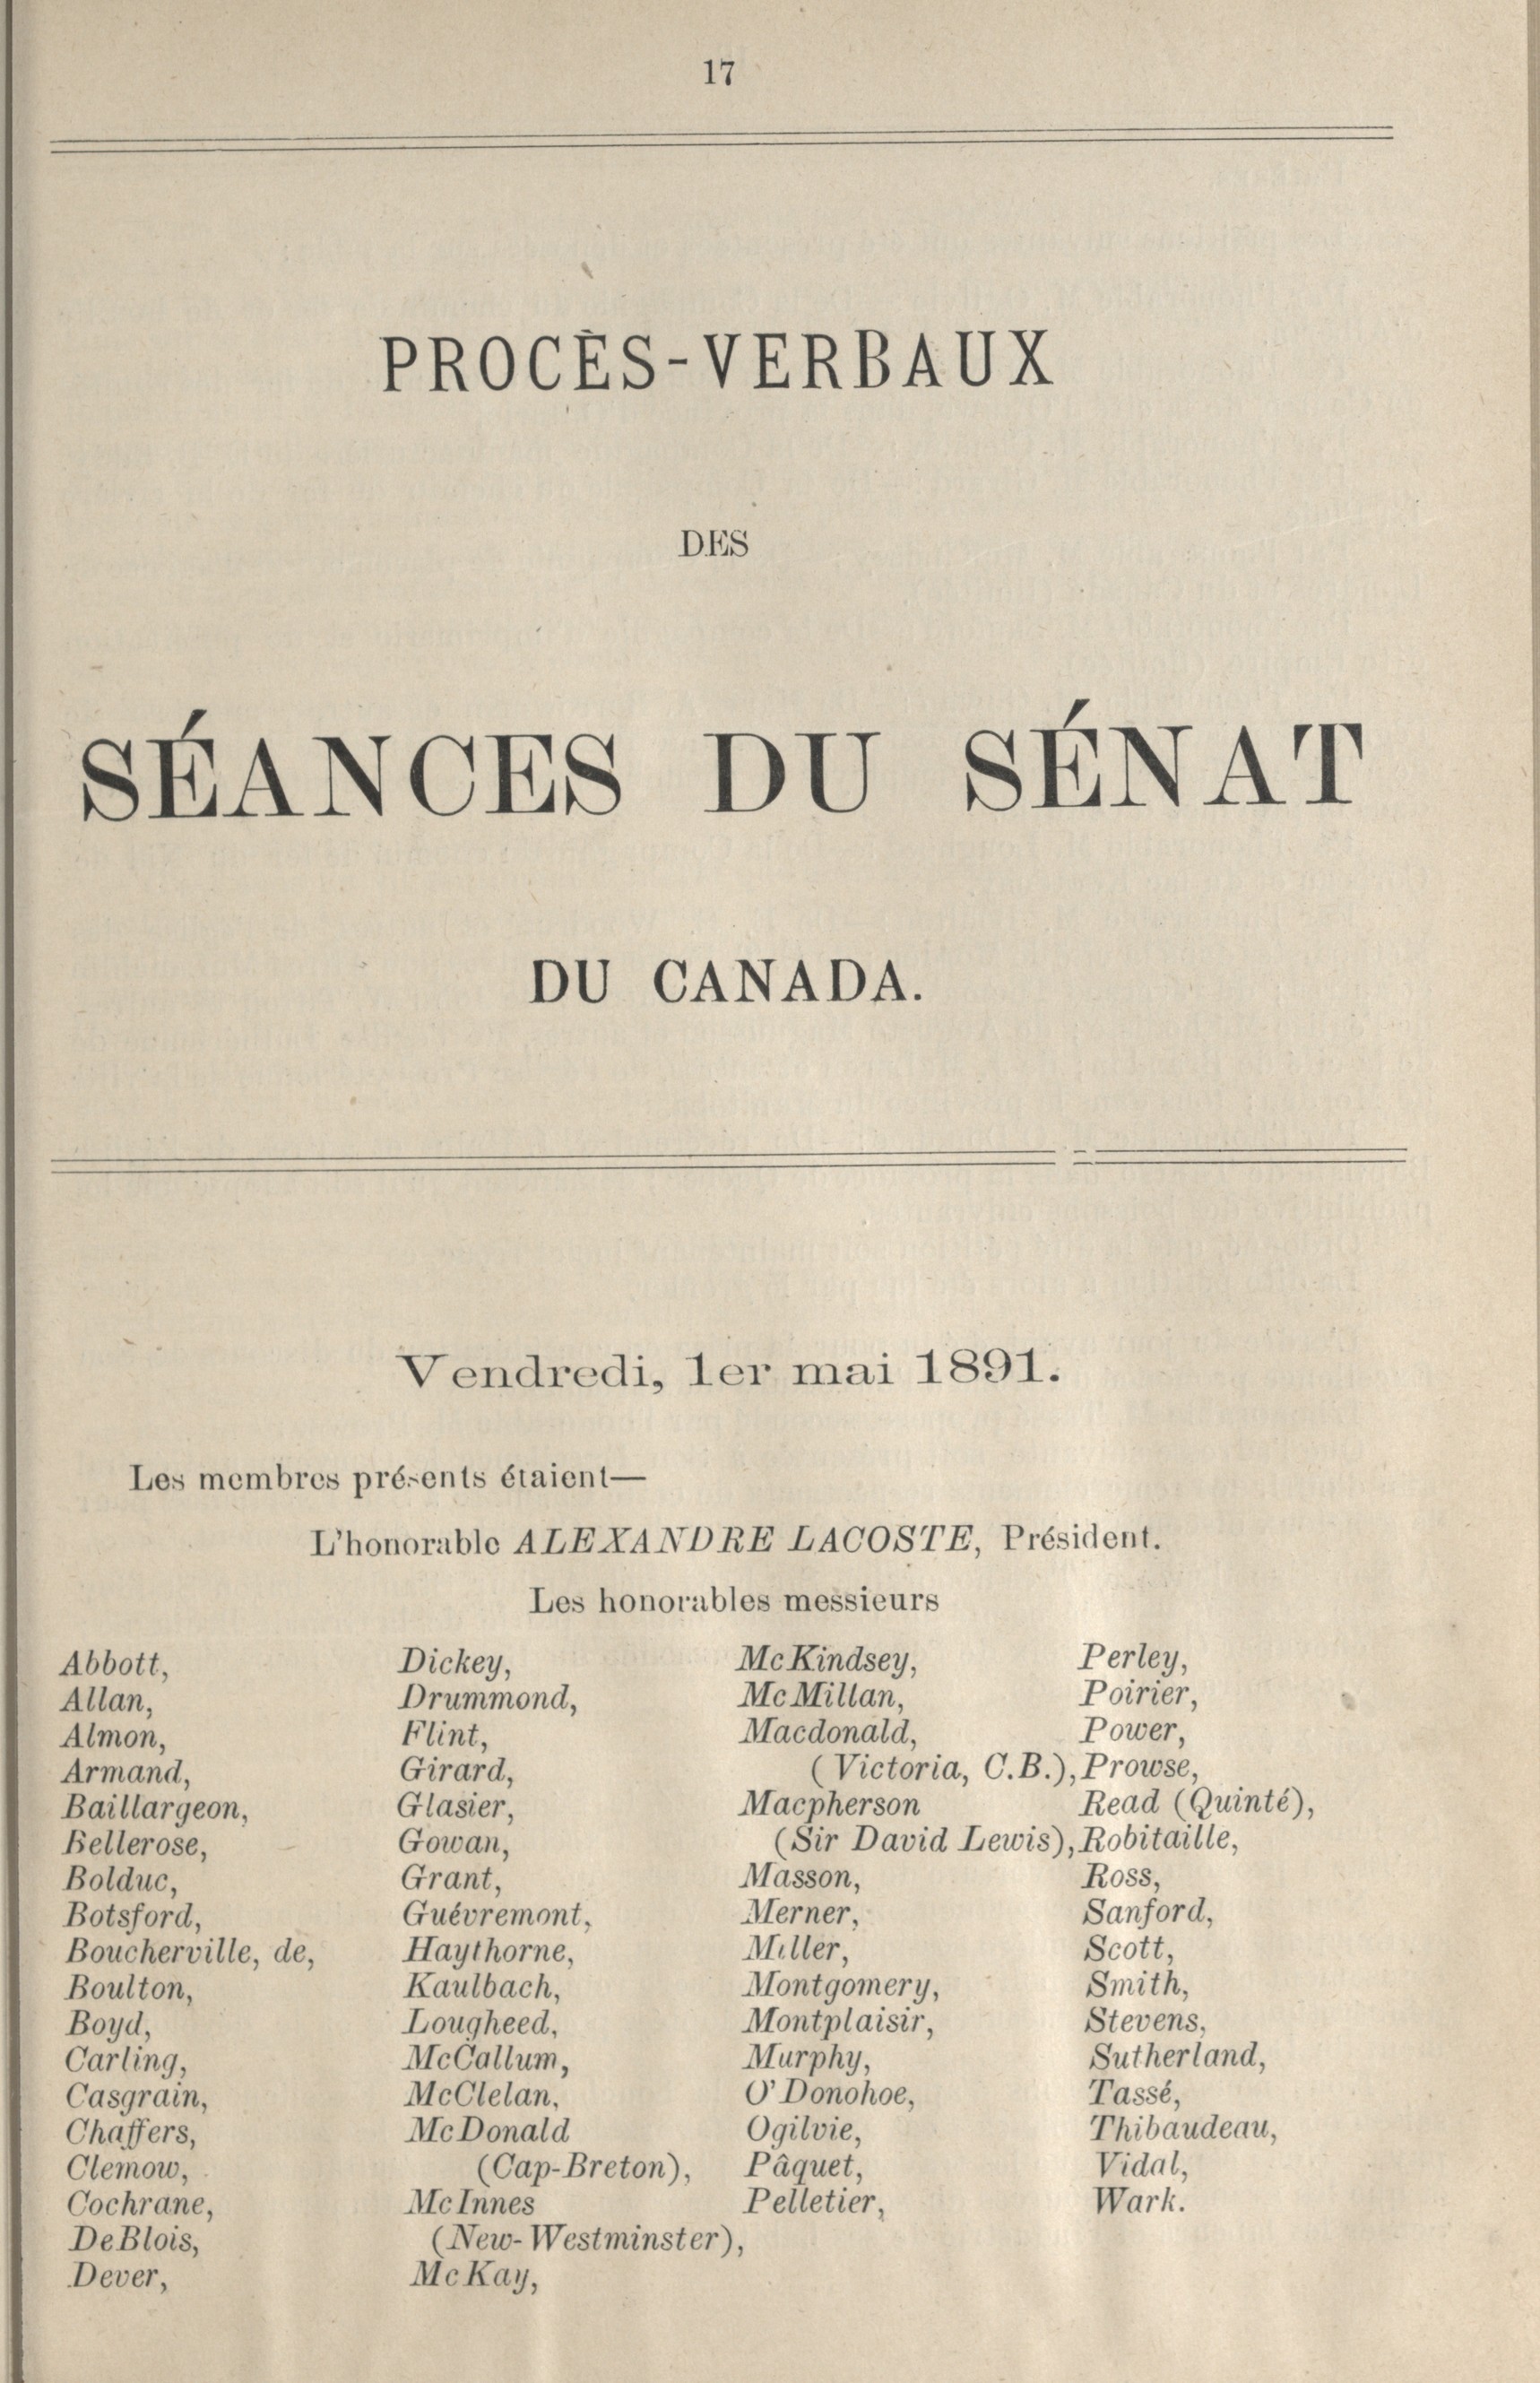 17
PROCÈS-VERBAUX
DES
SÉANCES DU SÉNAT
DU CANADA.
Vendredi, 1er mai 1891.
Les membres présents étaient—
L'honorable ALEXANDRE LACOSTE, Président.
Les honorables messieurs
Abbott,
Allan,
Almon,
Armand,
Baillargeon,
Bellerose,
Bolduc,
Botsford,
Boucherville, de,
Boulton,
Boyd,
Carling,
Casgrain,
Chaffers,
Clemow,
Cochrane,
DeBlois,
Dever,
Dickey,
Drummond,
Flint,
Girard,
Glasier,
Gowan,
Grant,
Guévremont,
Haythorne,
Kaulbach,
Lougheed,
McCallum,
McClelan,
McDonald
(Cap-Breton),
McInnes
(New-Westminster),
McKay,
McKindsey,
McMillan,
Macdonald,
(Victoria, C.B.),
Macpherson
(Sir David Lewis),
Masson,
Merner,
Miller,
Montgomery,
Montplaisir,
Murphy,
O'Donohoe,
Ogilvie,
Pâquet,
Pelletier,
Perley,
Poirier,
Power,
Prowse,
Read (Quinté),
Robitaille,
Ross,
Sanford,
Scott,
Smith,
Stevens,
Sutherland,
Tassé,
Thibaudeau,
Vidal,
Wark.